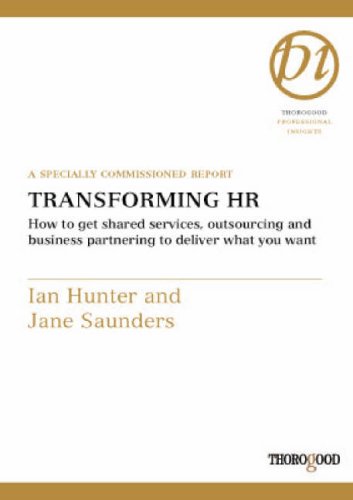 pi
THOROGOOD
PROFESSIONAL
INSIGHTS
A SPECIALLY COMMISSIONED REPORT
TRANSFORMING HR
How to get shared services, outsourcing and
business partnering to deliver what you want
Ian Hunter and
Jane Saunders
THOROGOOD